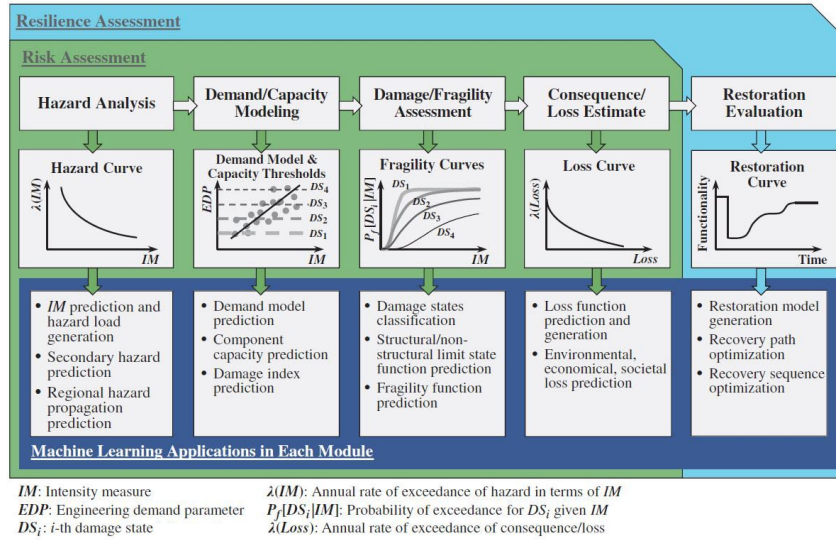 Resilience Assessment
Risk Assessment
Hazard Analysis
Demand/Capacity
Modeling
Damage/Fragility
Assessment
Consequence/
Loss Estimate
Restoration
Evaluation
Hazard Curve
λ(IM)
IM
Demand Model &
Capacity Thresholds
EDP
DS4
DS3
DS2
DS1
IM
Fragility Curves
Pf[DSi|IM]
DS1
DS2
DS3
DS4
IM
Loss Curve
λ(Loss)
Loss
Restoration
Curve
Functionality
Time
• IM prediction and
hazard load
generation
• Secondary hazard
prediction
• Regional hazard
propagation
prediction
• Demand model
prediction
• Component
capacity prediction
• Damage index
prediction
• Damage states
classification
• Structural/non-
structural limit state
function prediction
• Fragility function
prediction
• Loss function
prediction and
generation
• Environmental,
economical, societal
loss prediction
• Restoration model
generation
• Recovery path
optimization
• Recovery sequence
optimization
Machine Learning Applications in Each Module
IM: Intensity measure
λ(IM): Annual rate of exceedance of hazard in terms of IM
EDP: Engineering demand parameter
Pf[DSi|IM]: Probability of exceedance for DSi given IM
DSi: i-th damage state
λ(Loss): Annual rate of exceedance of consequence/loss